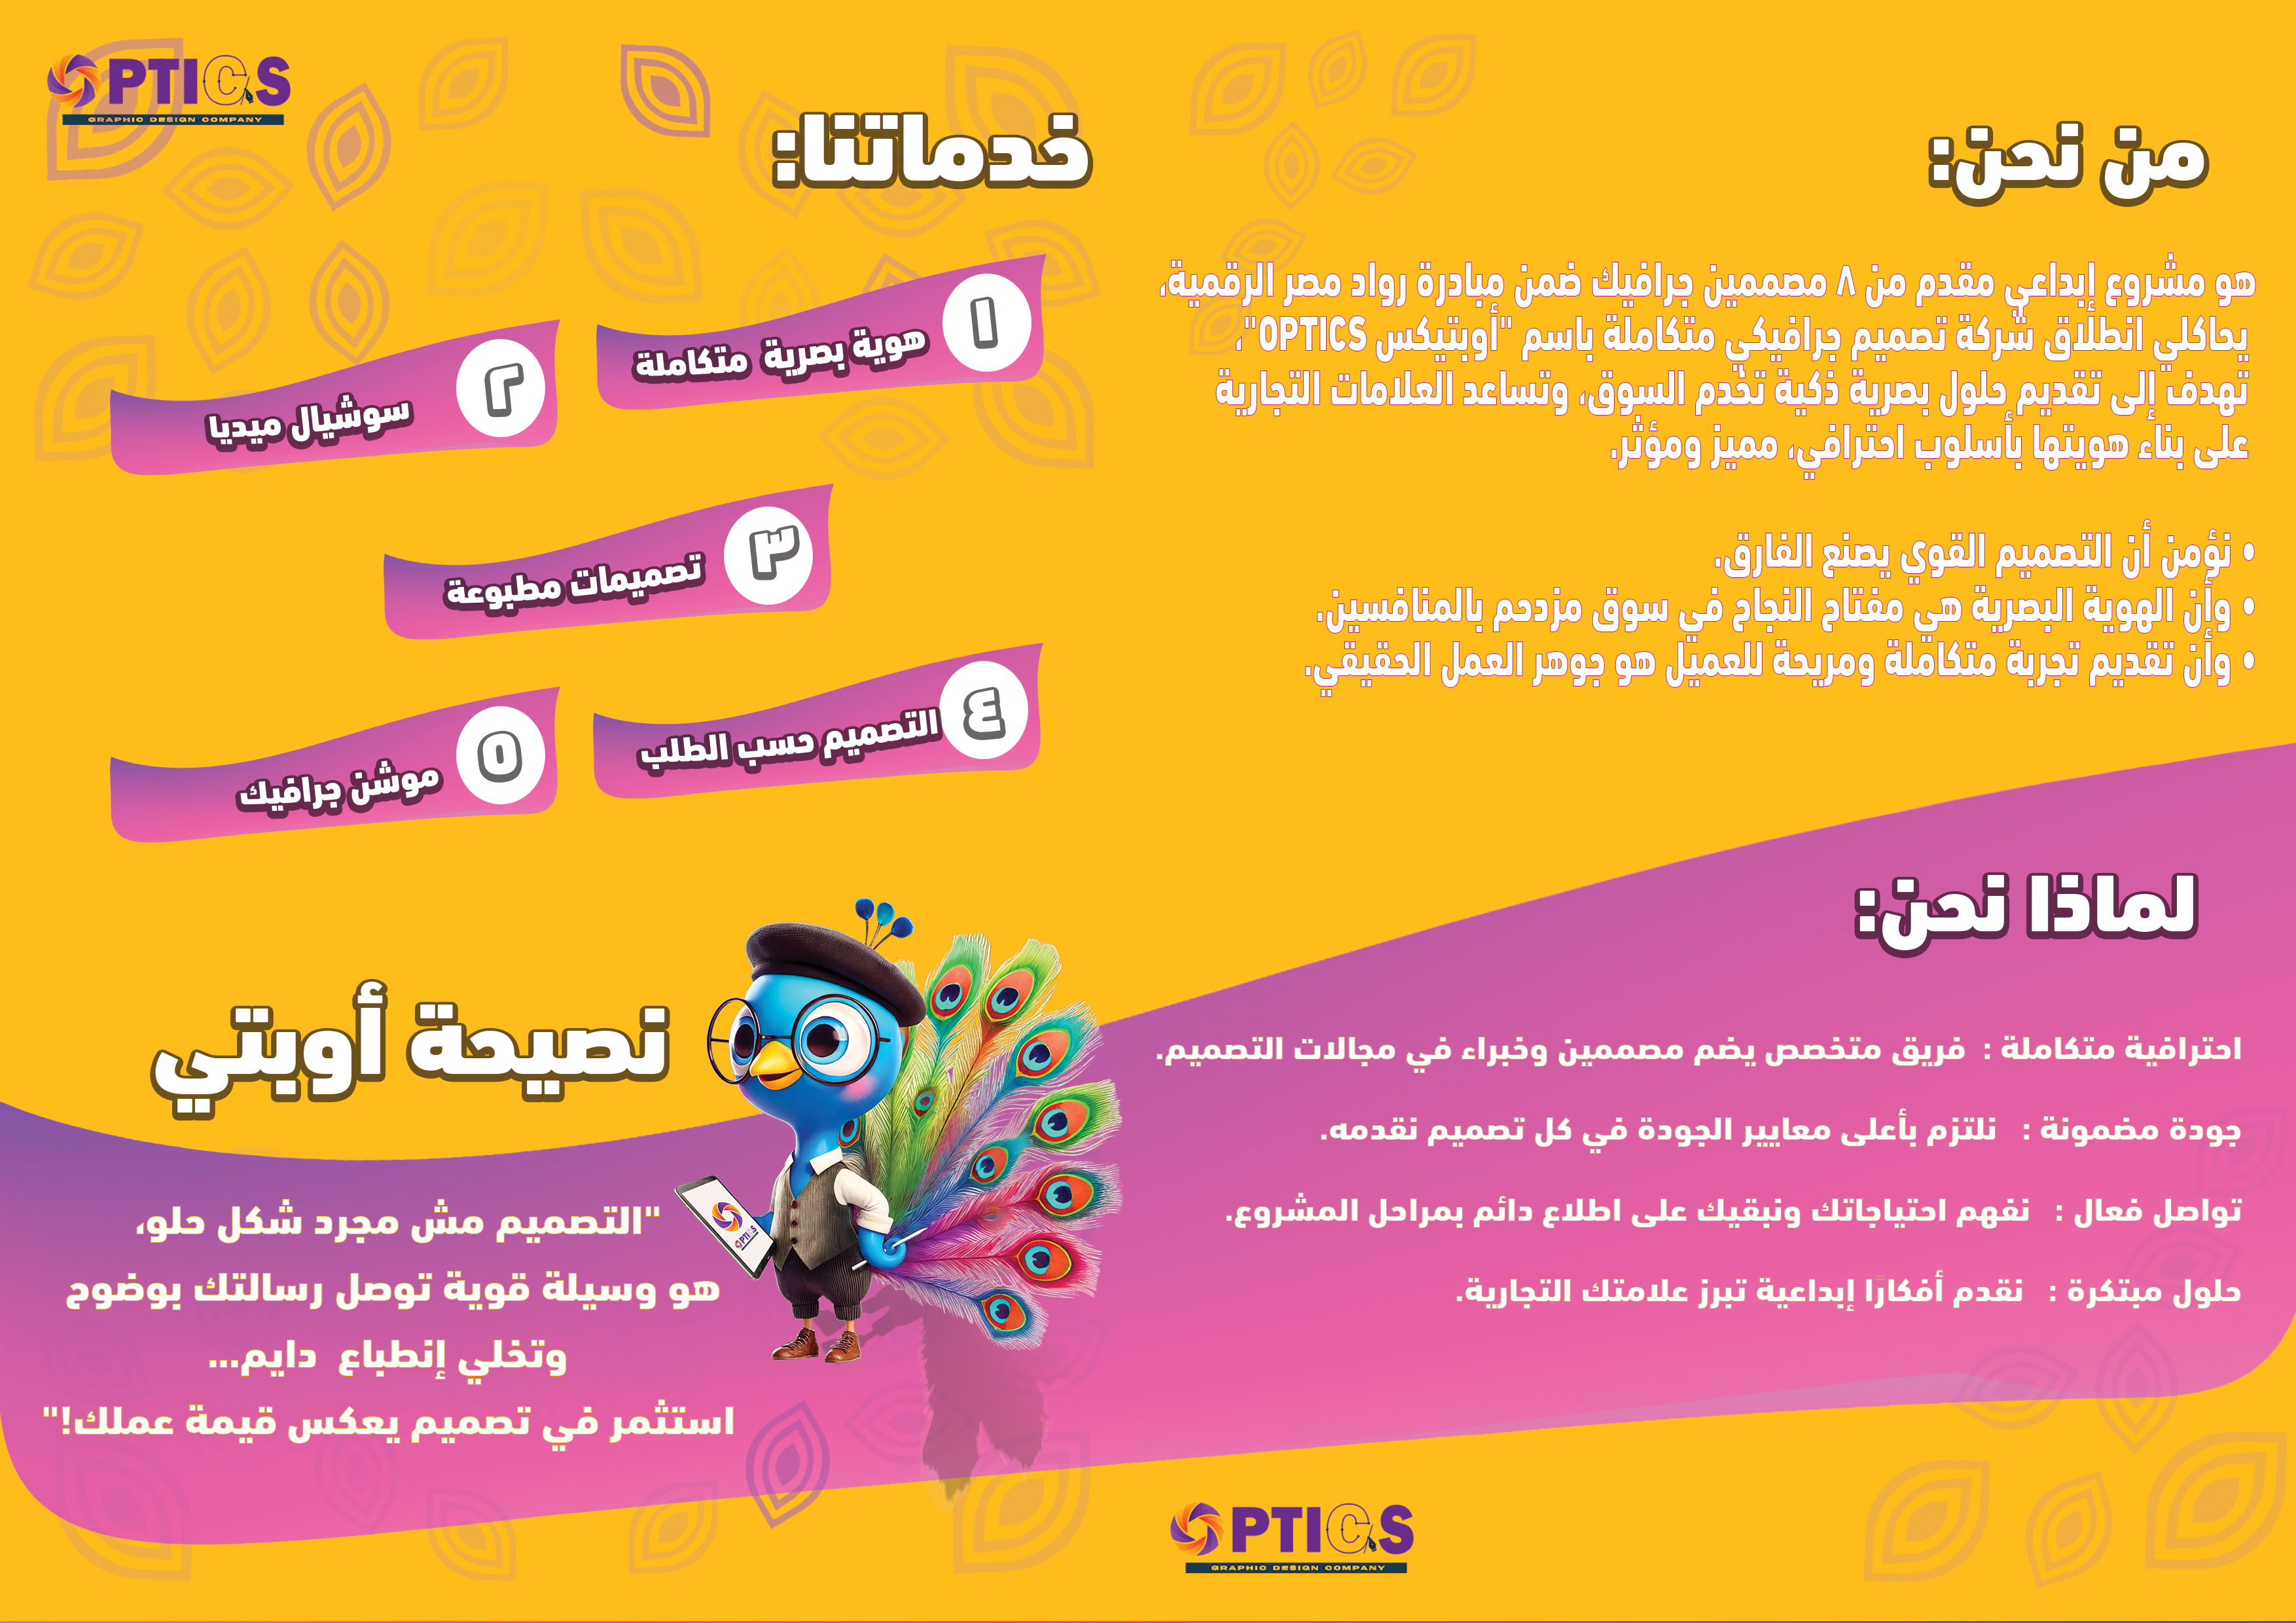 من نحن:
هو مشروع إبداعي مقدم من ٨ مصممين جرافيك ضمن مبادرة رواد مصر الرقمية،
يحاكلي انطلاق شركة تصميم جرافيكي متكاملة باسم "أوبتيكس OPTICS"،
تهدف إلى تقديم حلول بصرية ذكية تخدم السوق، وتساعد العلامات التجارية
على بناء هويتها بأسلوب احترافي، مميز ومؤثر.
• نؤمن أن التصميم القوي يصنع الفارق.
• وأن الهوية البصرية هي مفتاح النجاح في سوق مزدحم بالمنافسين.
• وأن تقديم تجربة متكاملة ومريحة للعميل هو جوهر العمل الحقيقي.
لماذا نحن:
احترافية متكاملة : فريق متخصص يضم مصممين وخبراء في مجالات التصميم.
جودة مضمونة : نلتزم بأعلى معايير الجودة في كل تصميم نقدمه.
تواصل فعال : نفهم احتياجاتك ونبقيك على اطلاع دائم بمراحل المشروع.
حلول مبتكرة : نقدم أفكارًا إبداعية تبرز علامتك التجارية.
OPTICS
GRAPHIC DESIGN COMPANY
OPTICS
GRAPHIC DESIGN COMPANY
خدماتنا:
١ هوية بصرية متكاملة
٢ سوشيال ميديا
٣ تصميمات مطبوعة
٤ التصميم حسب الطلب
٥ موشن جرافيك
نصيحة أوبتي
"التصميم مش مجرد شكل حلو،
هو وسيلة قوية توصل رسالتك بوضوح
وتخلي إنطباع دايم...
استثمر في تصميم يعكس قيمة عملك!"
OPTICS